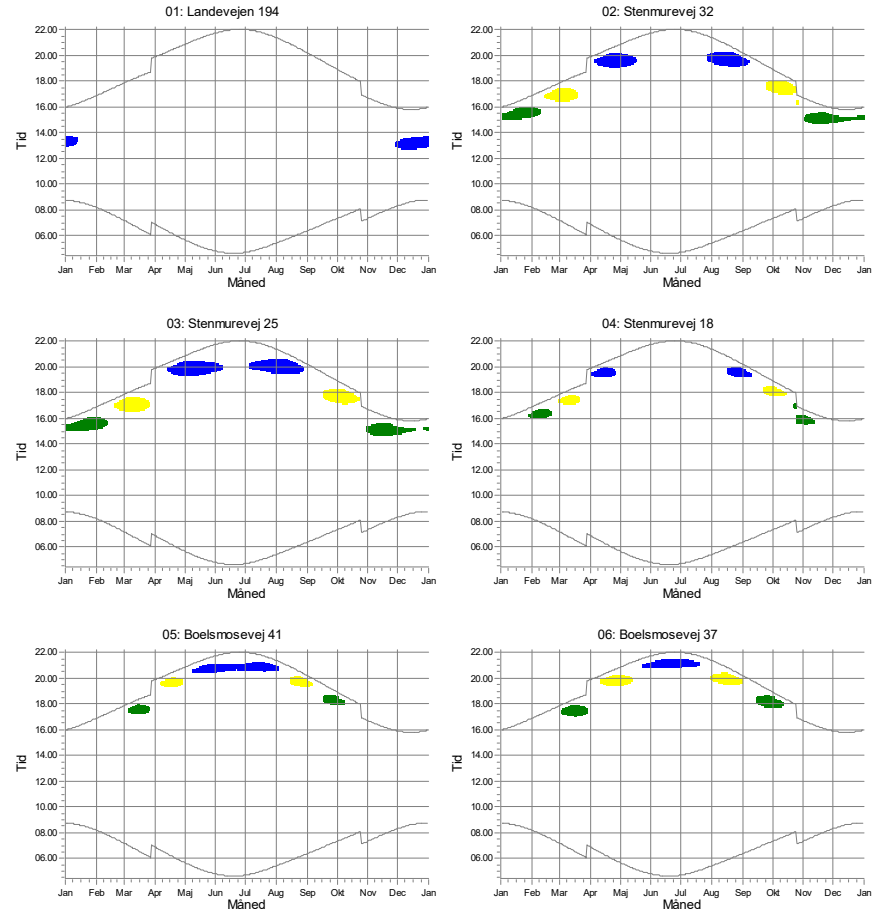 01: Landevejen 194
22.00
20.00
18.00
16.00
14.00
12.00
10.00
08.00
06.00
Tid
Jan Feb Mar Apr Maj Jun Jul Aug Sep Okt Nov Dec Jan
Måned
02: Stenmurevej 32
22.00
20.00
18.00
16.00
14.00
12.00
10.00
08.00
06.00
Tid
Jan Feb Mar Apr Maj Jun Jul Aug Sep Okt Nov Dec Jan
Måned
03: Stenmurevej 25
22.00
20.00
18.00
16.00
14.00
12.00
10.00
08.00
06.00
Tid
Jan Feb Mar Apr Maj Jun Jul Aug Sep Okt Nov Dec Jan
Måned
04: Stenmurevej 18
22.00
20.00
18.00
16.00
14.00
12.00
10.00
08.00
06.00
Tid
Jan Feb Mar Apr Maj Jun Jul Aug Sep Okt Nov Dec Jan
Måned
05: Boelsmosevej 41
22.00
20.00
18.00
16.00
14.00
12.00
10.00
08.00
06.00
Tid
Jan Feb Mar Apr Maj Jun Jul Aug Sep Okt Nov Dec Jan
Måned
06: Boelsmosevej 37
22.00
20.00
18.00
16.00
14.00
12.00
10.00
08.00
06.00
Tid
Jan Feb Mar Apr Maj Jun Jul Aug Sep Okt Nov Dec Jan
Måned